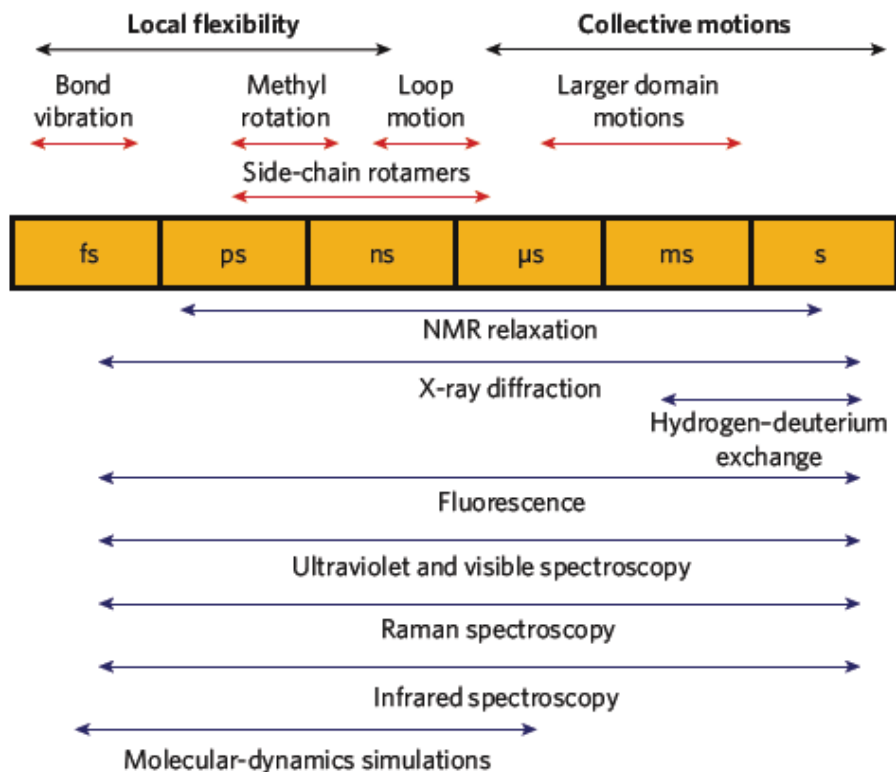 Local flexibility
Collective motions
Bond
vibration
Methyl
rotation
Loop
motion
Larger domain
motions
Side-chain rotamers
fs
ps
ns
μs
ms
s
NMR relaxation
X-ray diffraction
Hydrogen–deuterium
exchange
Fluorescence
Ultraviolet and visible spectroscopy
Raman spectroscopy
Infrared spectroscopy
Molecular-dynamics simulations